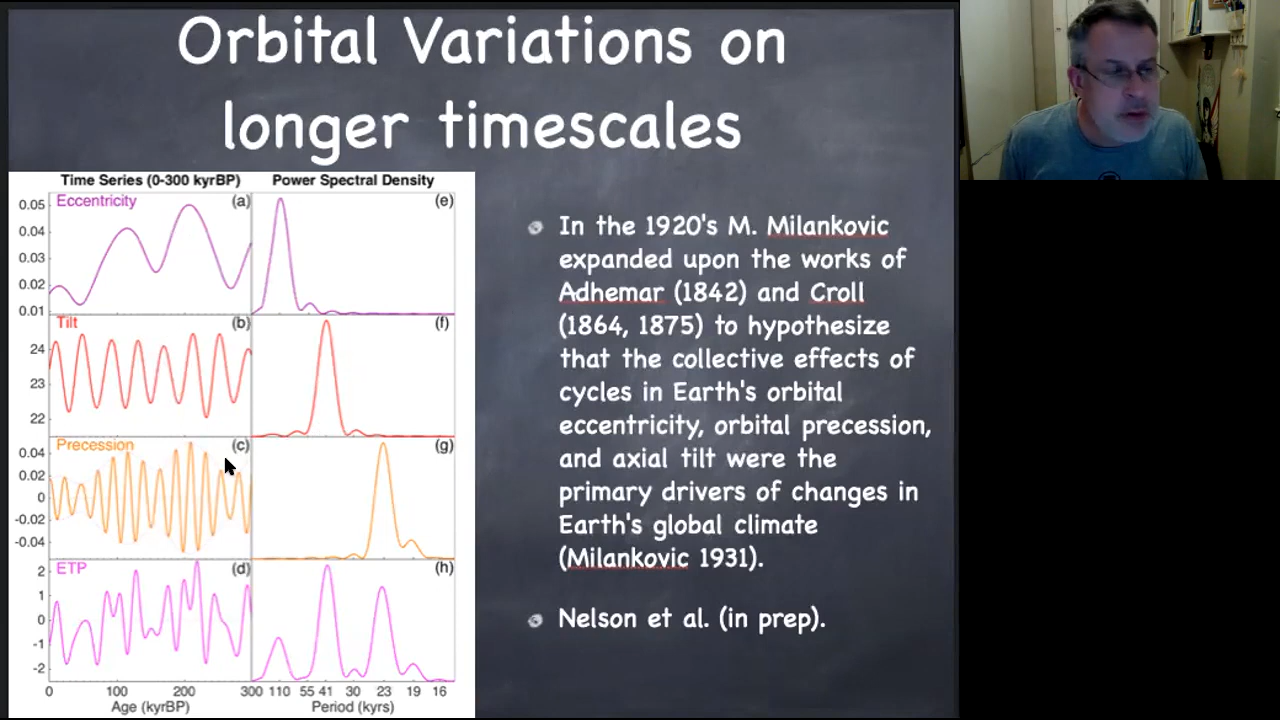 Orbital Variations on
longer timescales
Time Series (0-300 kyrBP) Power Spectral Density
Eccentricity (a) (e)
0.05
0.04
0.03
0.02
0.01
Tilt (b) (f)
24
23
22
Precession (c) (g)
0.04
0.02
0
-0.02
-0.04
ETP (d) (h)
2
1
0
-1
-2
0 100 200 300 110 55 41 30 23 19 16
Age (kyrBP) Period (kyrs)
In the 1920's M. Milankovic
expanded upon the works of
Adhemar (1842) and Croll
(1864, 1875) to hypothesize
that the collective effects of
cycles in Earth's orbital
eccentricity, orbital precession,
and axial tilt were the
primary drivers of changes in
Earth's global climate
(Milankovic 1931).
Nelson et al. (in prep).